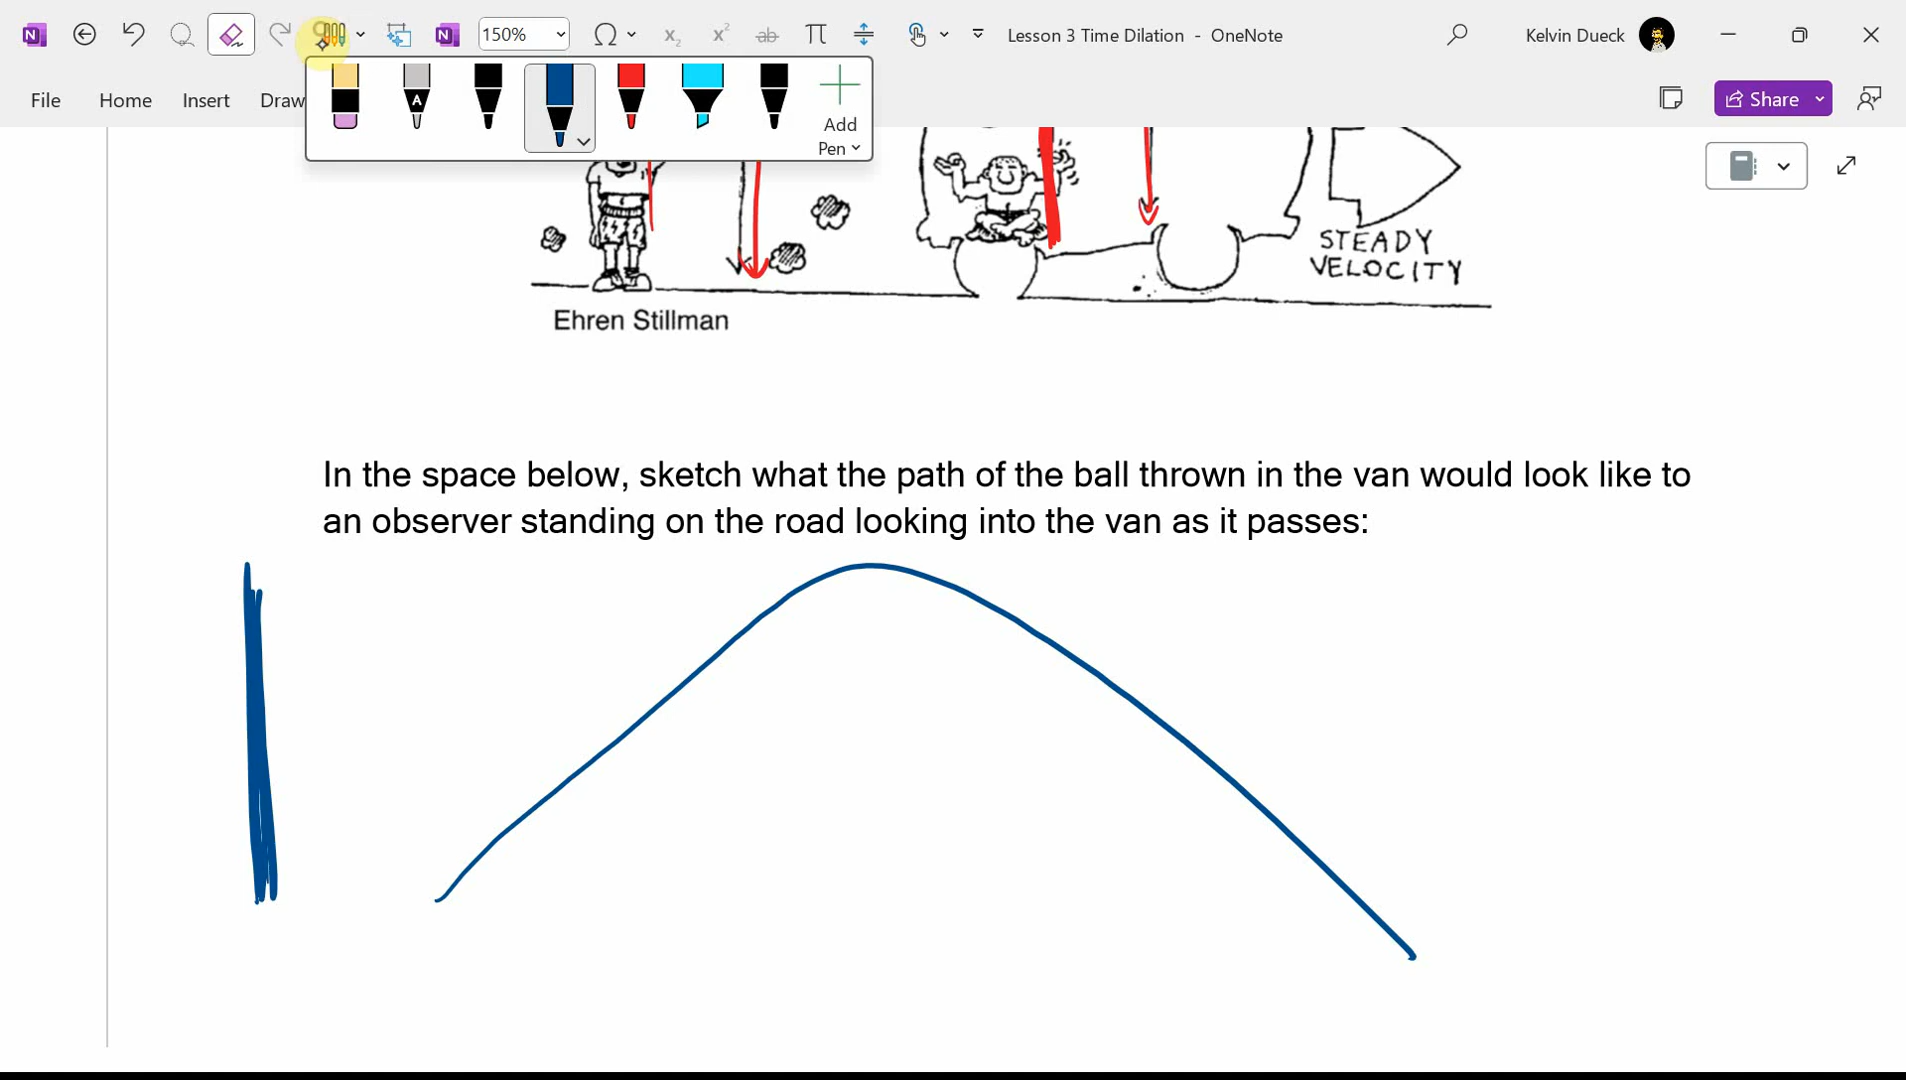 150%
Lesson 3 Time Dilation - OneNote
Kelvin Dueck
File
Home
Insert
Draw
Add
Pen
Share
STEADY
VELOCITY
Ehren Stillman
In the space below, sketch what the path of the ball thrown in the van would look like to
an observer standing on the road looking into the van as it passes: